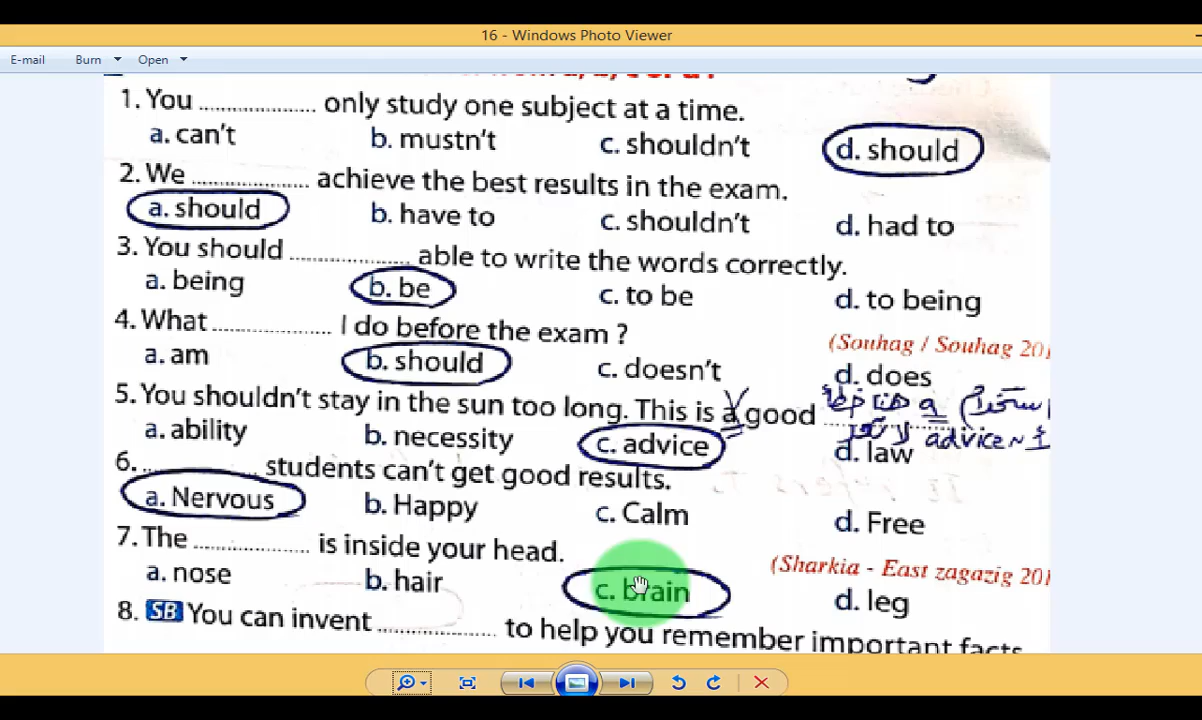 16 - Windows Photo Viewer
E-mail Burn Open
1. You .............. only study one subject at a time.
a. can't b. mustn't c. shouldn't d. should
2. We .............. achieve the best results in the exam.
a. should b. have to c. shouldn't d. had to
3. You should .............. able to write the words correctly.
a. being b. be c. to be d. to being
4. What .............. I do before the exam ?
(Souhag / Souhag 20
a. am b. should c. doesn't d. does
5. You shouldn't stay in the sun too long. This is a good ..............
a. ability b. necessity c. advice d. law
a
advice لا
6. .............. students can't get good results.
a. Nervous b. Happy c. Calm d. Free
7. The .............. is inside your head.
(Sharkia - East zagazig 20
a. nose b. hair c. brain d. leg
8. SB You can invent .............. to help you remember important facts